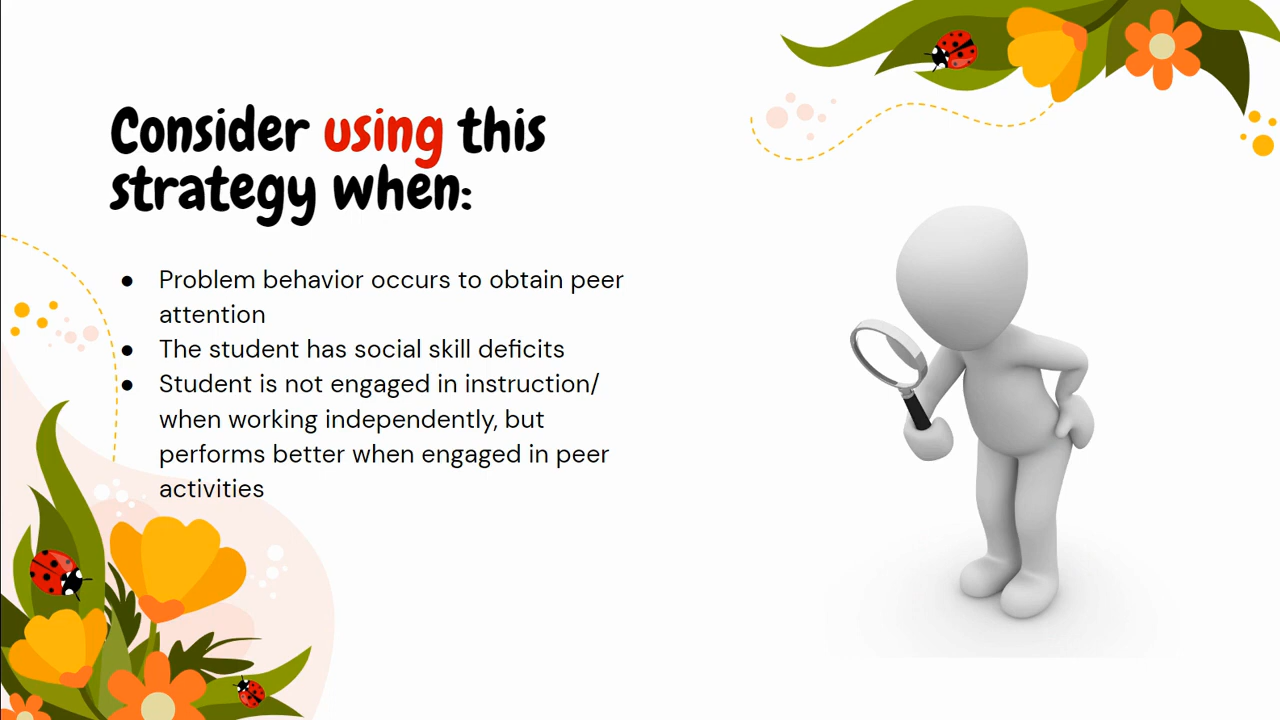 Consider using this
strategy when:
● Problem behavior occurs to obtain peer
attention
● The student has social skill deficits
● Student is not engaged in instruction/
when working independently, but
performs better when engaged in peer
activities